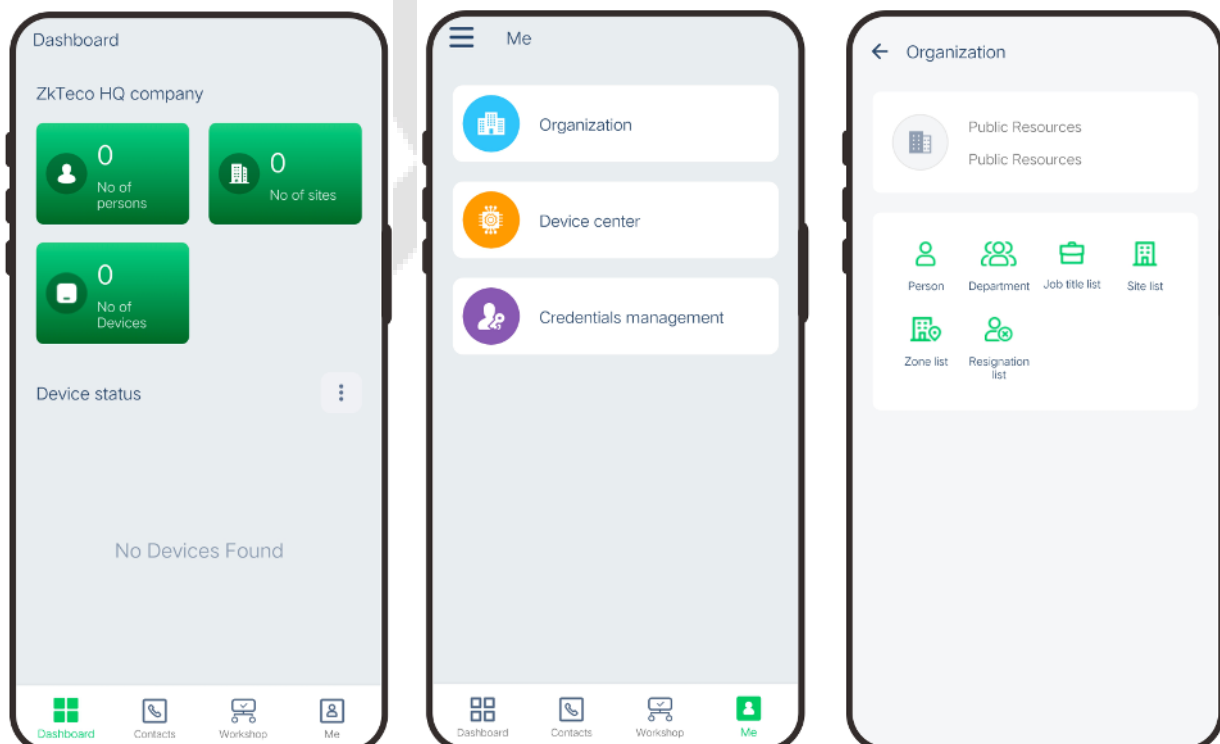 Dashboard
ZkTeco HQ company
0
No of
persons
0
No of sites
0
No of
Devices
Device status
No Devices Found
Dashboard
Contacts
Workshop
Me
Me
Organization
Device center
Credentials management
Dashboard
Contacts
Workshop
Me
Organization
Public Resources
Public Resources
Person
Department
Job title list
Site list
Zone list
Resignation
list